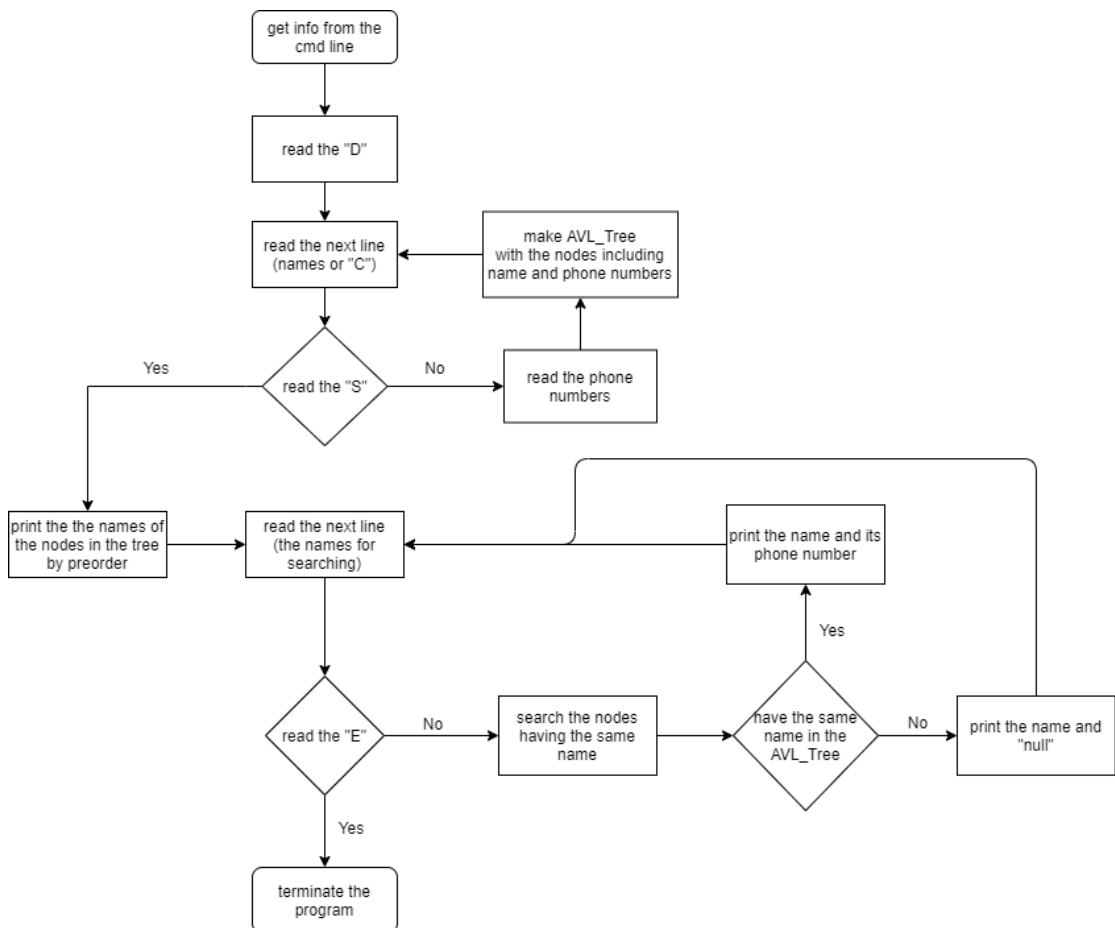 get info from the
cmd line
read the "D"
read the next line
(names or "C")
make AVL_Tree
with the nodes including
name and phone numbers
Yes
read the "S"
No
read the phone
numbers
print the the names of
the nodes in the tree
by preorder
read the next line
(the names for
searching)
print the name and its
phone number
Yes
read the "E"
No
search the nodes
having the same
name
have the same
name in the
AVL_Tree
No
print the name and
"null"
Yes
terminate the
program